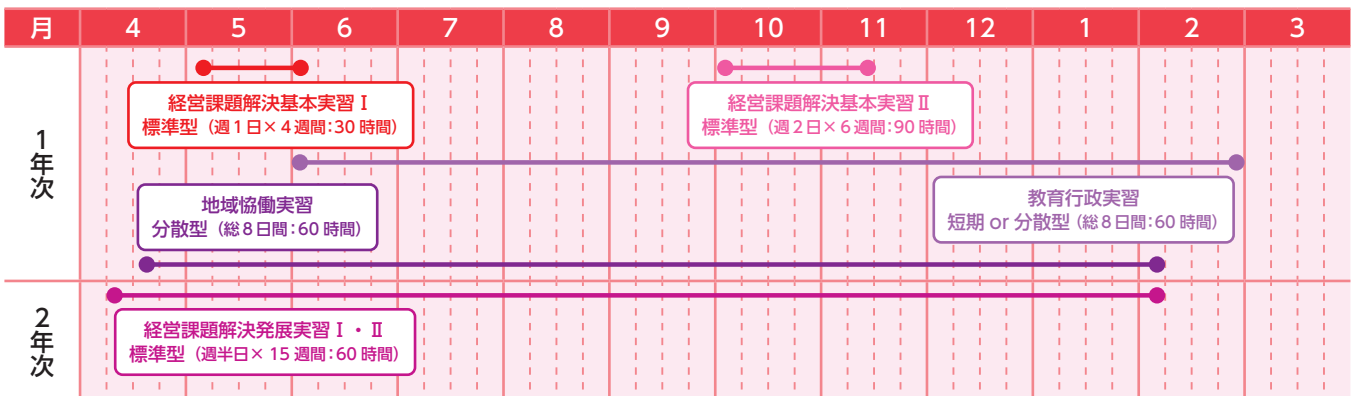 月 4 5 6 7 8 9 10 11 12 1 2 3
1年次
経営課題解決基本実習Ⅰ
標準型（週1日×4週間：30時間）
経営課題解決基本実習Ⅱ
標準型（週2日×6週間：90時間）
地域協働実習
分散型（総8日間：60時間）
教育行政実習
短期 or 分散型（総8日間：60時間）
2年次
経営課題解決発展実習Ⅰ・Ⅱ
標準型（週半日×15週間：60時間）